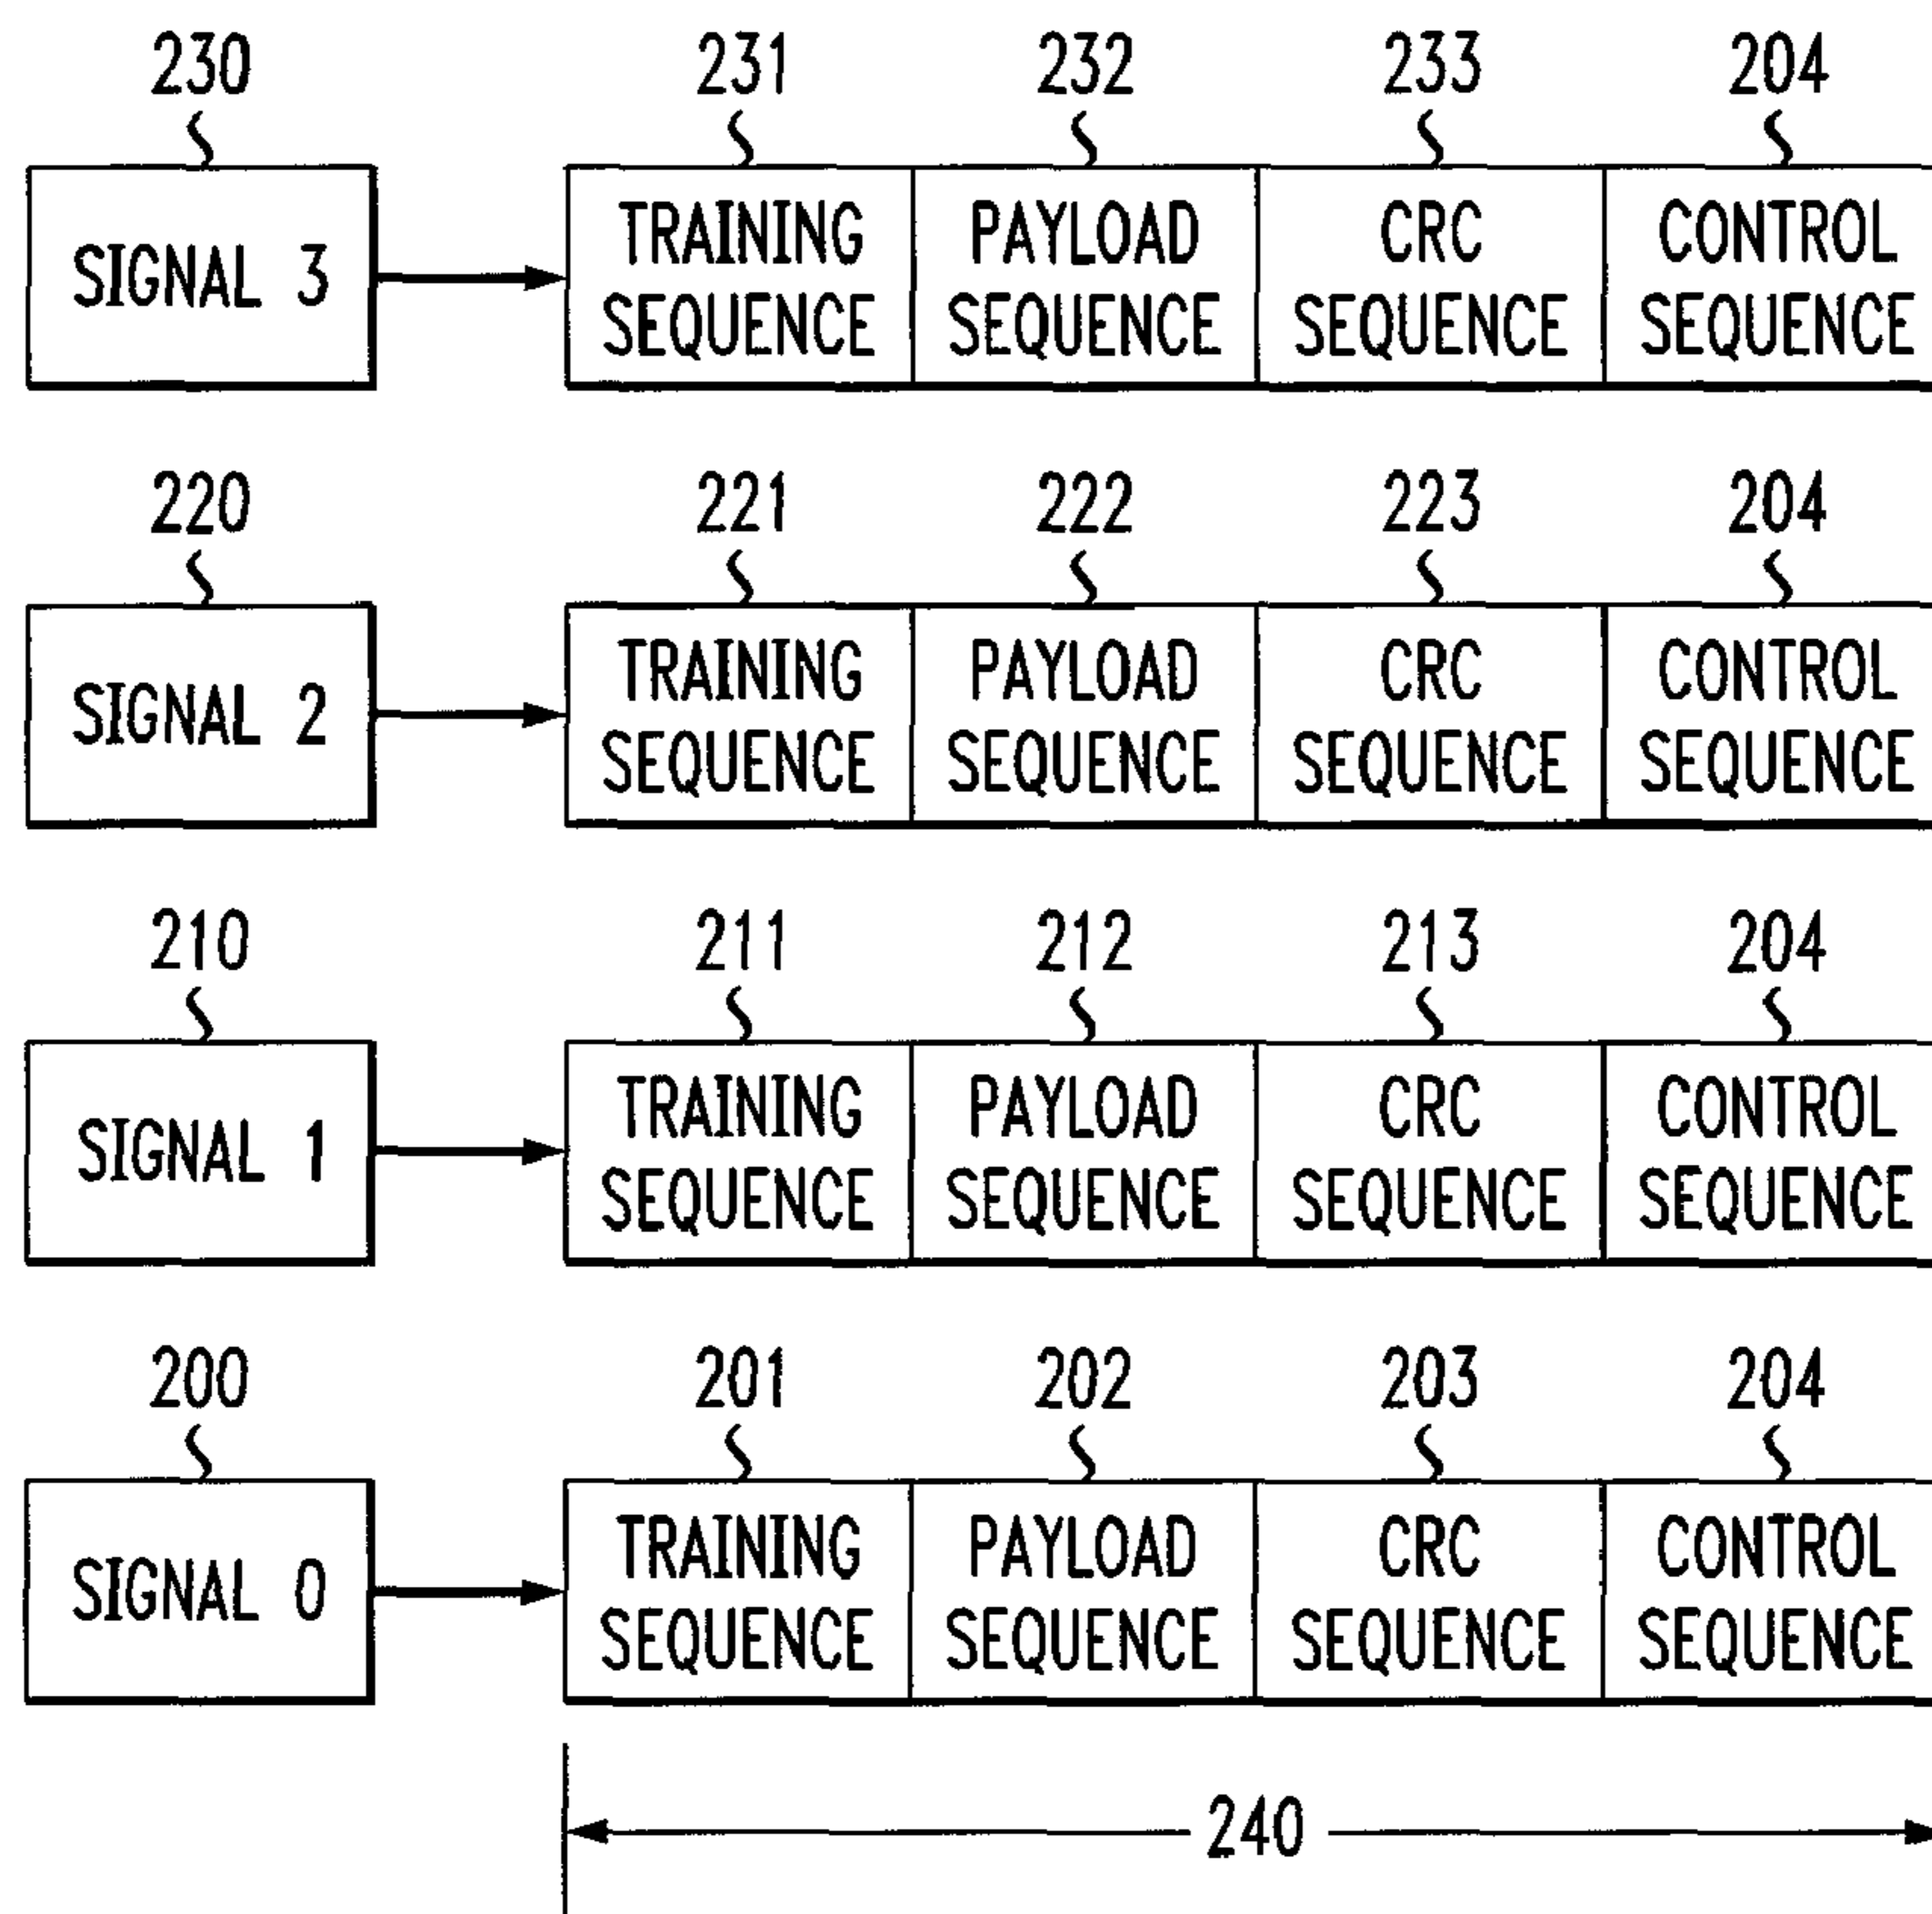 230 231 232 233 204
SIGNAL 3
TRAINING SEQUENCE
PAYLOAD SEQUENCE
CRC SEQUENCE
CONTROL SEQUENCE
220 221 222 223 204
SIGNAL 2
TRAINING SEQUENCE
PAYLOAD SEQUENCE
CRC SEQUENCE
CONTROL SEQUENCE
210 211 212 213 204
SIGNAL 1
TRAINING SEQUENCE
PAYLOAD SEQUENCE
CRC SEQUENCE
CONTROL SEQUENCE
200 201 202 203 204
SIGNAL 0
TRAINING SEQUENCE
PAYLOAD SEQUENCE
CRC SEQUENCE
CONTROL SEQUENCE
240